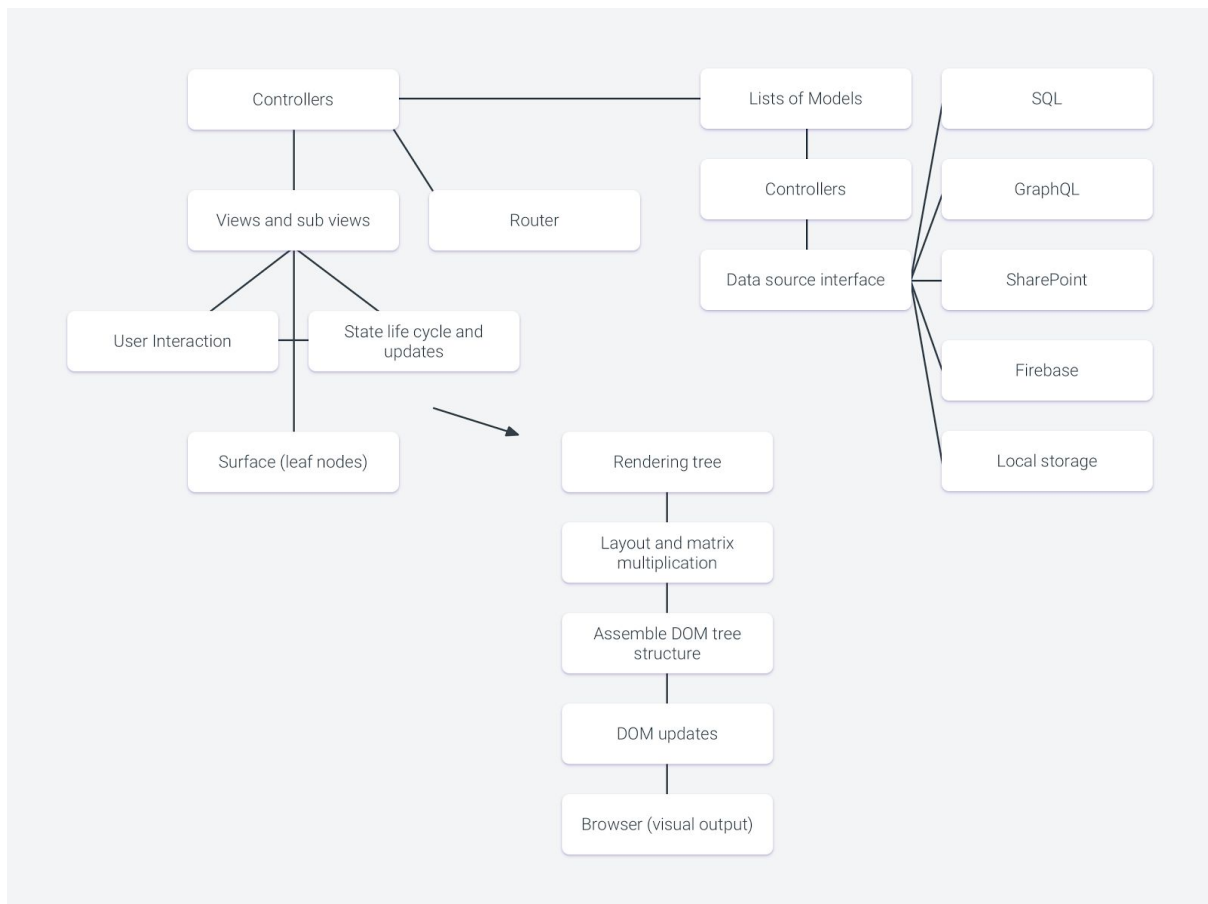 Controllers
Lists of Models
SQL
Controllers
GraphQL
Views and sub views
Router
Data source interface
SharePoint
User Interaction
State life cycle and
updates
Firebase
Surface (leaf nodes)
Rendering tree
Local storage
Layout and matrix
multiplication
Assemble DOM tree
structure
DOM updates
Browser (visual output)